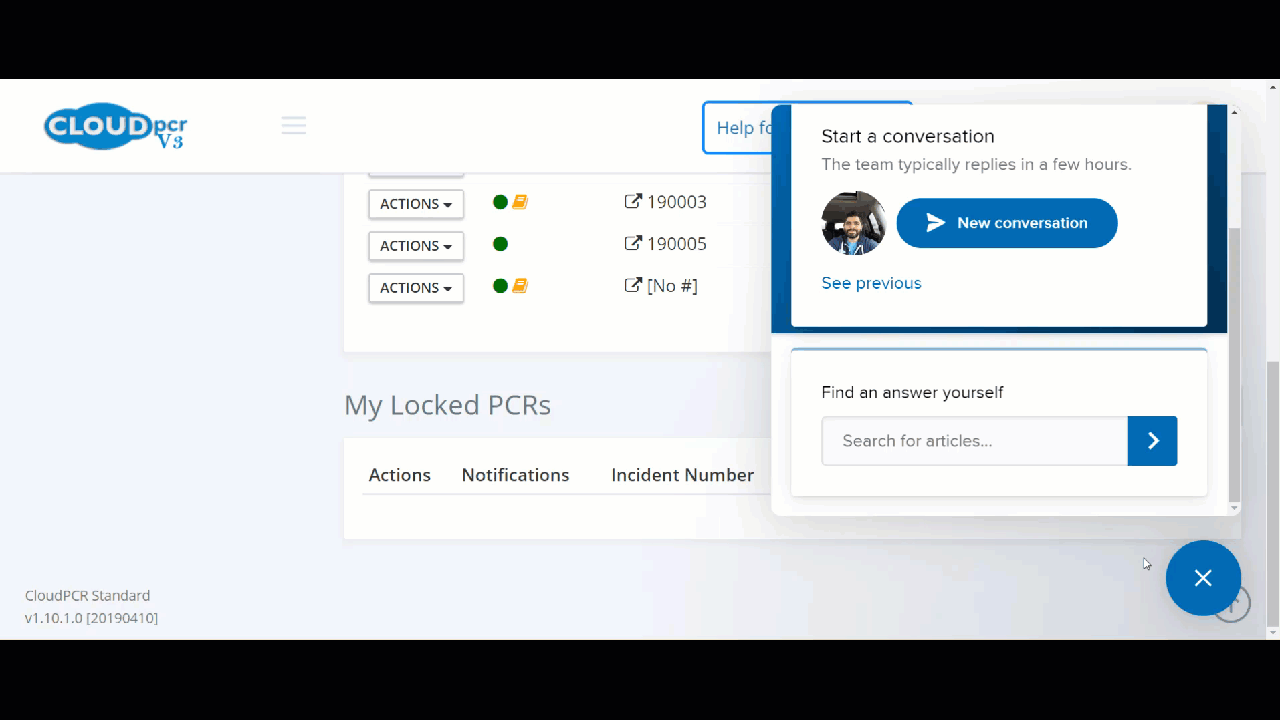 CLOUDpcr
V3
Help fo
Start a conversation
The team typically replies in a few hours.
New conversation
See previous
ACTIONS 190003
ACTIONS 190005
ACTIONS [No #]
Find an answer yourself
Search for articles...
My Locked PCRs
Actions Notifications Incident Number
CloudPCR Standard
v1.10.1.0 [20190410]